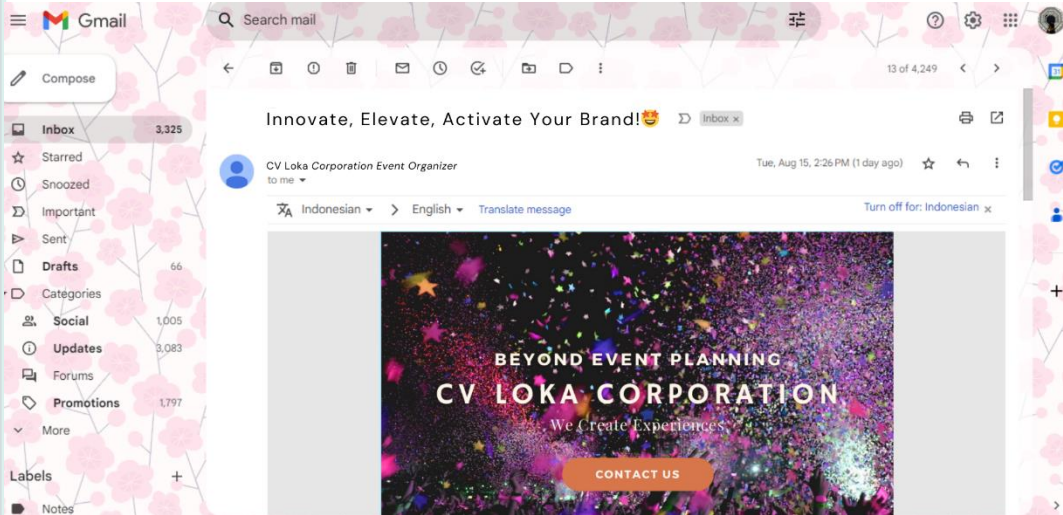 Gmail
Search mail
Compose
13 of 4,249
Innovate, Elevate, Activate Your Brand!🤩
Inbox ×
Inbox 3,325
Starred
Snoozed
Important
Sent
Drafts 66
Categories
Social 1,005
Updates 3,083
Forums
Promotions 1,797
More
Labels +
Notes
CV Loka Corporation Event Organizer
Tue, Aug 15, 2:26 PM (1 day ago)
to me
Indonesian > English Translate message
Turn off for: Indonesian ×
BEYOND EVENT PLANNING
CV LOKA CORPORATION
We Create Experiences
CONTACT US
31